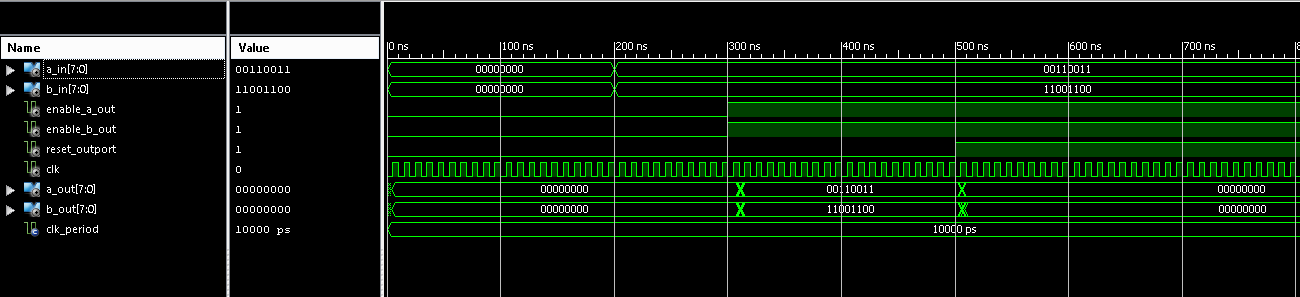 Name Value 0 ns 100 ns 200 ns 300 ns 400 ns 500 ns 600 ns 700 ns
a_in[7:0] 00110011 00000000 00110011
b_in[7:0] 11001100 00000000 11001100
enable_a_out 1
enable_b_out 1
reset_outport 1
clk 0
a_out[7:0] 00000000 00000000 00110011 00000000
b_out[7:0] 00000000 00000000 11001100 00000000
clk_period 10000 ps 10000 ps